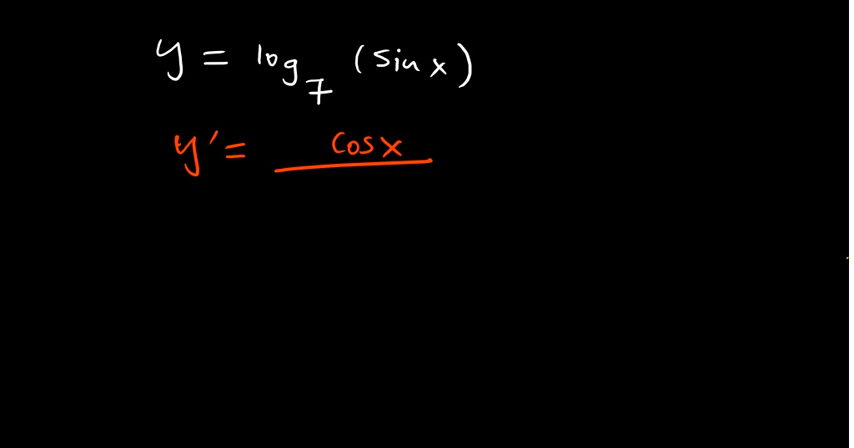 y = log₇ (sin x)
y' = cos x